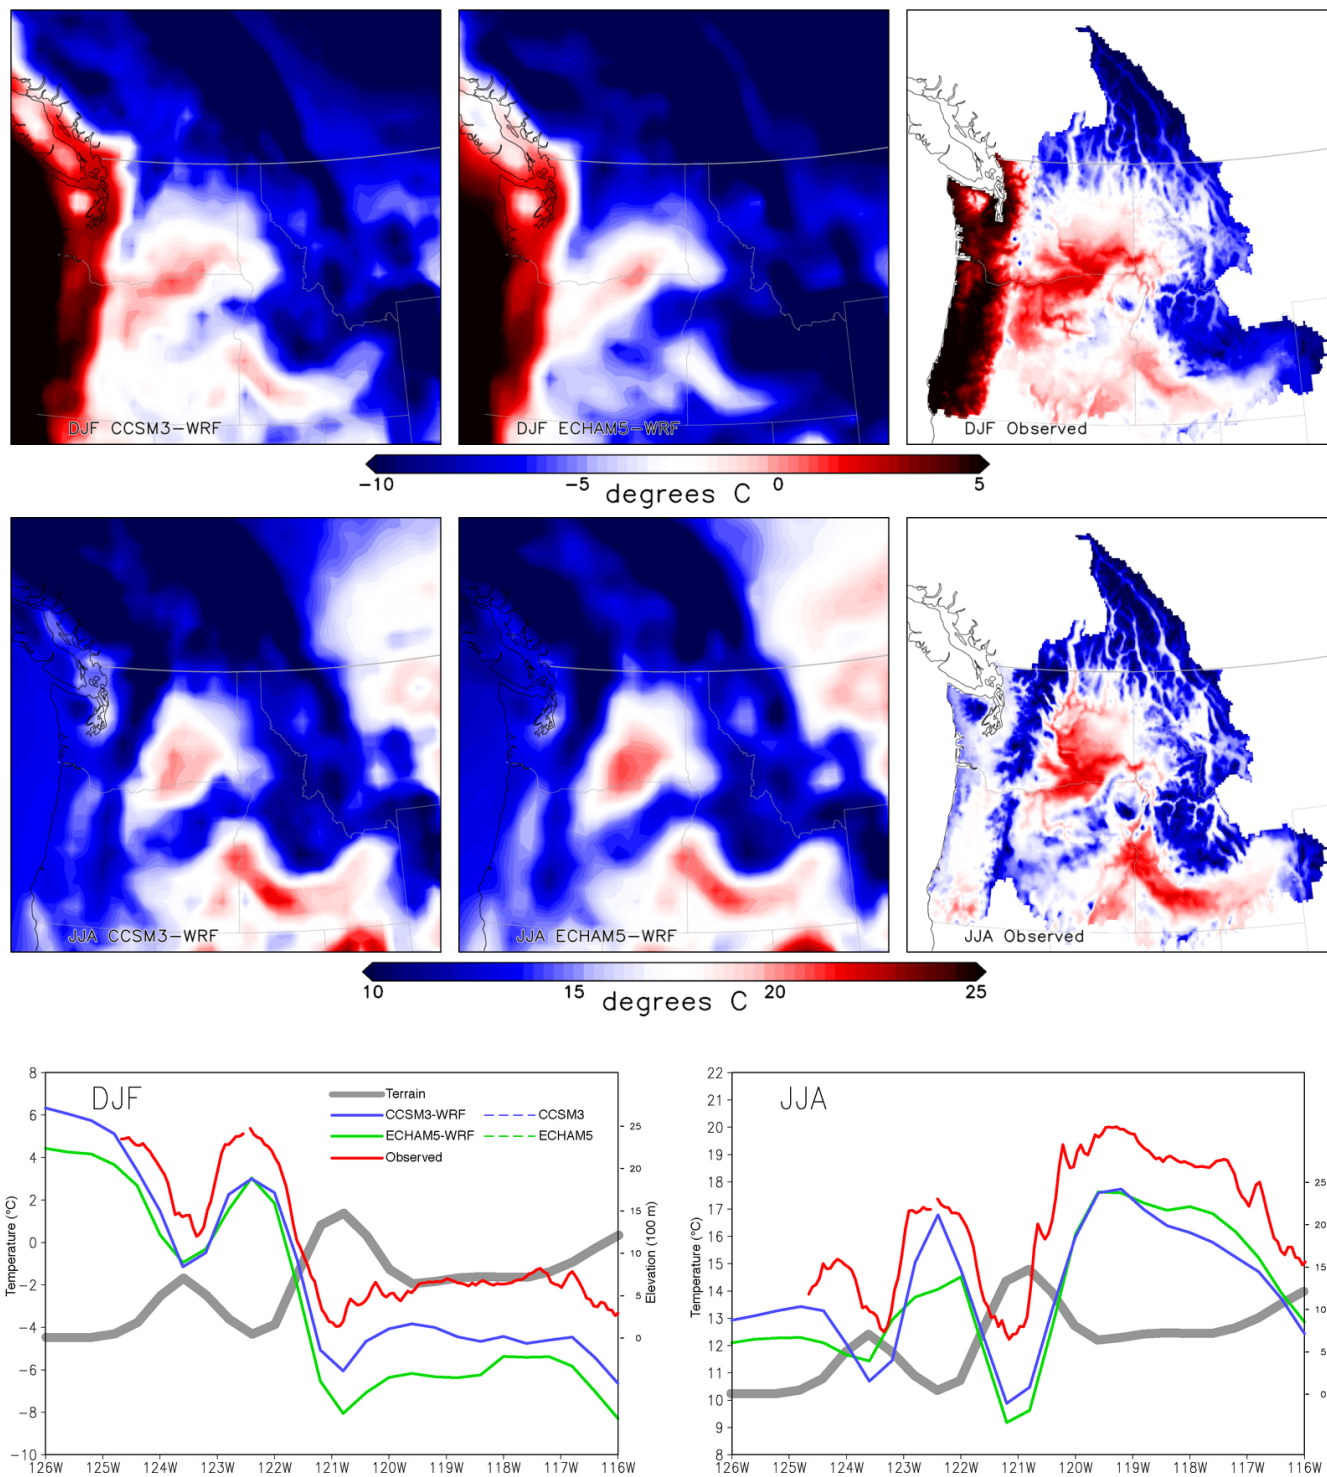 DJF CCSM3-WRF
DJF ECHAM5-WRF
DJF Observed
-10 -5 0 5
degrees C
JJA CCSM3-WRF
JJA ECHAM5-WRF
JJA Observed
10 15 20 25
degrees C
DJF
Terrain
CCSM3-WRF
CCSM3
ECHAM5-WRF
ECHAM5
Observed
Temperature (°C)
8
6
4
2
0
-2
-4
-6
-8
-10
Elevation (100 m)
25
20
15
10
5
0
126W 125W 124W 123W 122W 121W 120W 119W 118W 117W 116W
JJA
Temperature (°C)
22
21
20
19
18
17
16
15
14
13
12
11
10
9
8
25
20
15
10
5
0
126W 125W 124W 123W 122W 121W 120W 119W 118W 117W 116W